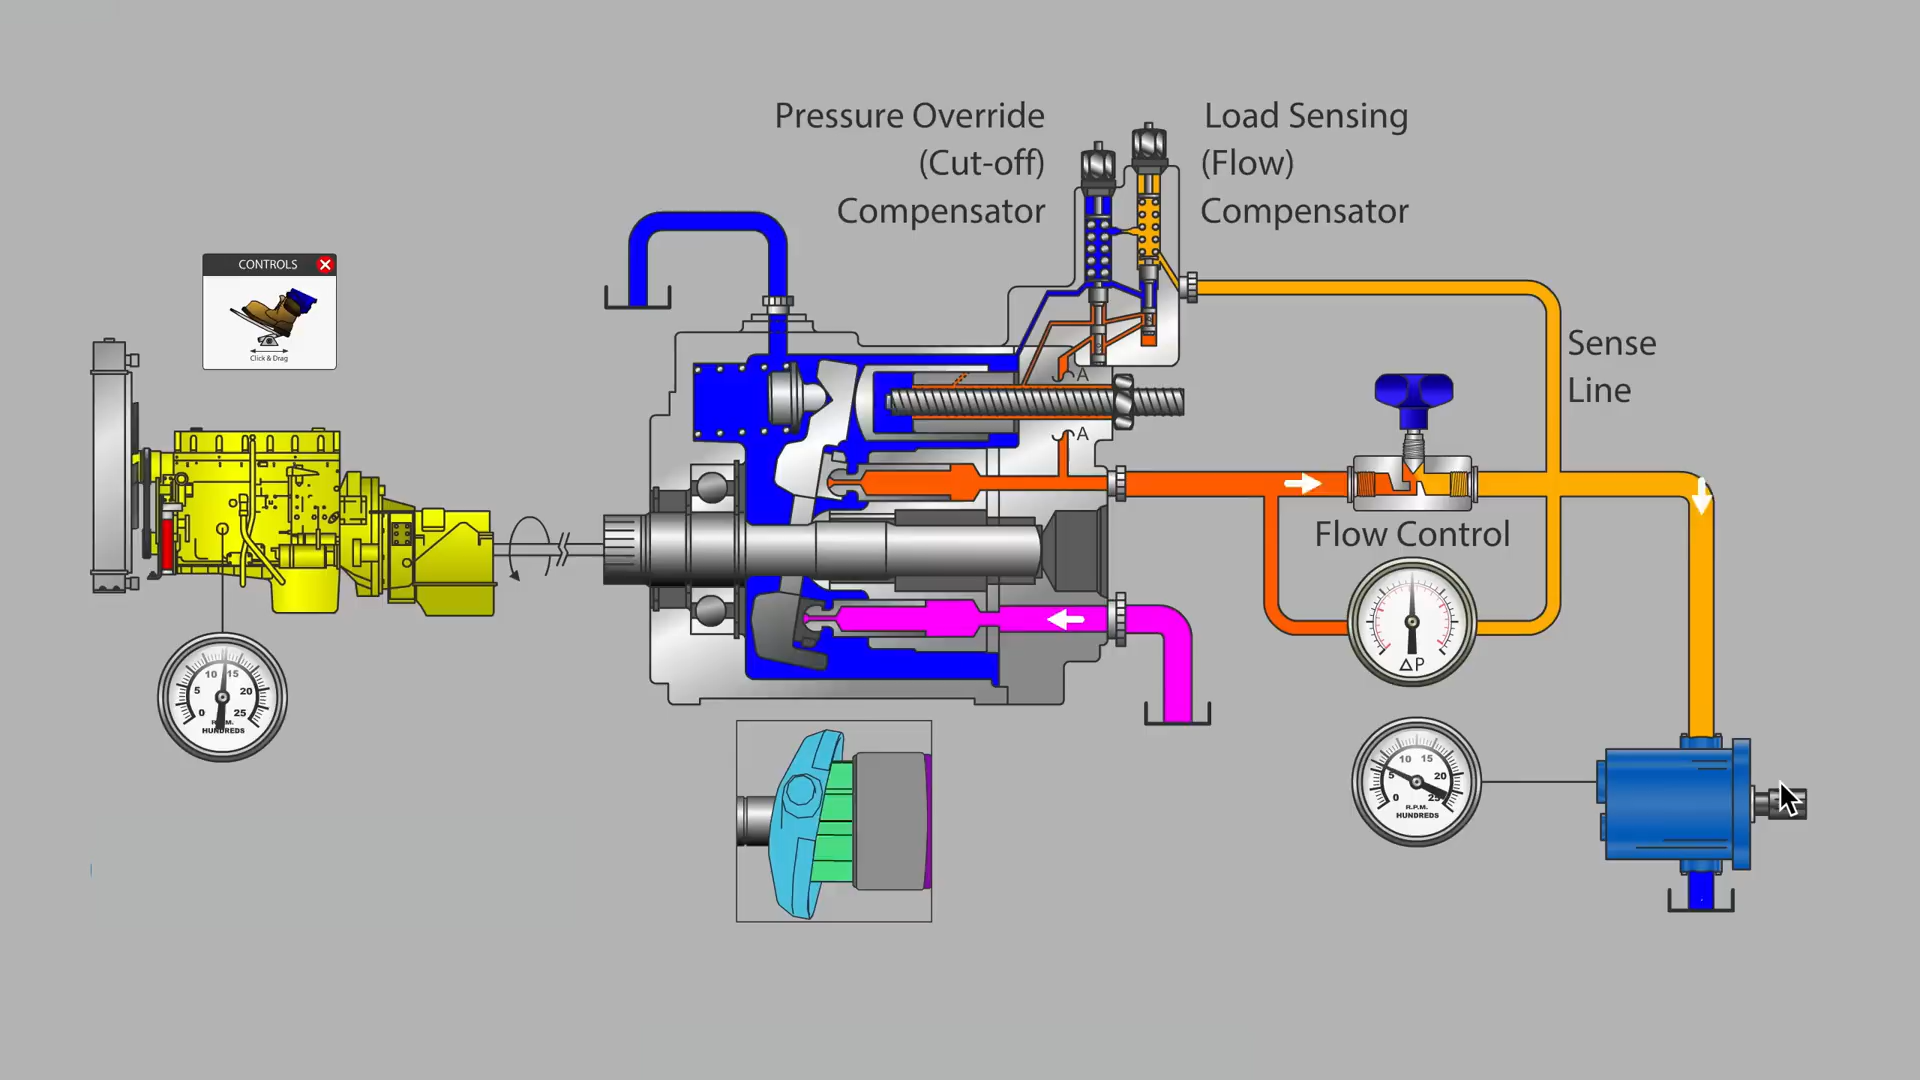 Pressure Override
(Cut-off)
Compensator
Load Sensing
(Flow)
Compensator
CONTROLS
Click & Drag
Sense
Line
A
A
Flow Control
ΔP
0 5 10 15 20 25
R.P.M.
HUNDREDS
0 5 10 15 20 25
R.P.M.
HUNDREDS